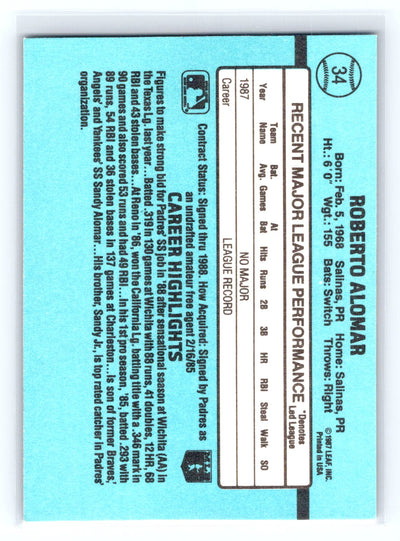 34
ROBERTO ALOMAR
Born: Feb. 5, 1968 Salinas, PR Home: Salinas, PR
Ht.: 6'0" Wgt.: 155 Bats: Switch Throws: Right
© 1987 LEAF, INC.
Printed in USA
RECENT MAJOR LEAGUE PERFORMANCE
*Denotes
Led League
Year Team Name Bat. Avg. Games At Bat Hits Runs 2B 3B HR RBI Steal Walk SO
1987 NO MAJOR
Career LEAGUE RECORD
Contract Status: Signed thru 1988. How Acquired: Signed by Padres as
an undrafted amateur free agent 2/16/85
CAREER HIGHLIGHTS
Figures to make strong bid for Padres' SS job in '88 after sensational season at Wichita (AA) in
the Texas Lg. last year...Batted .319 in 130 games at Wichita with 88 runs, 41 doubles, 12 HR, 68
RBI and 43 stolen bases...At Reno in '86, won the California Lg. batting title with a .346 mark in
90 games and also scored 53 runs and had 49 RBI...In his 1st pro season, '85, batted .293 with
89 runs, 54 RBI and 36 stolen bases in 137 games at Charleston...Is son of former Braves',
Angels' and Yankees' SS Sandy Alomar...His brother, Sandy Jr., is top rated catcher in Padres'
organization.